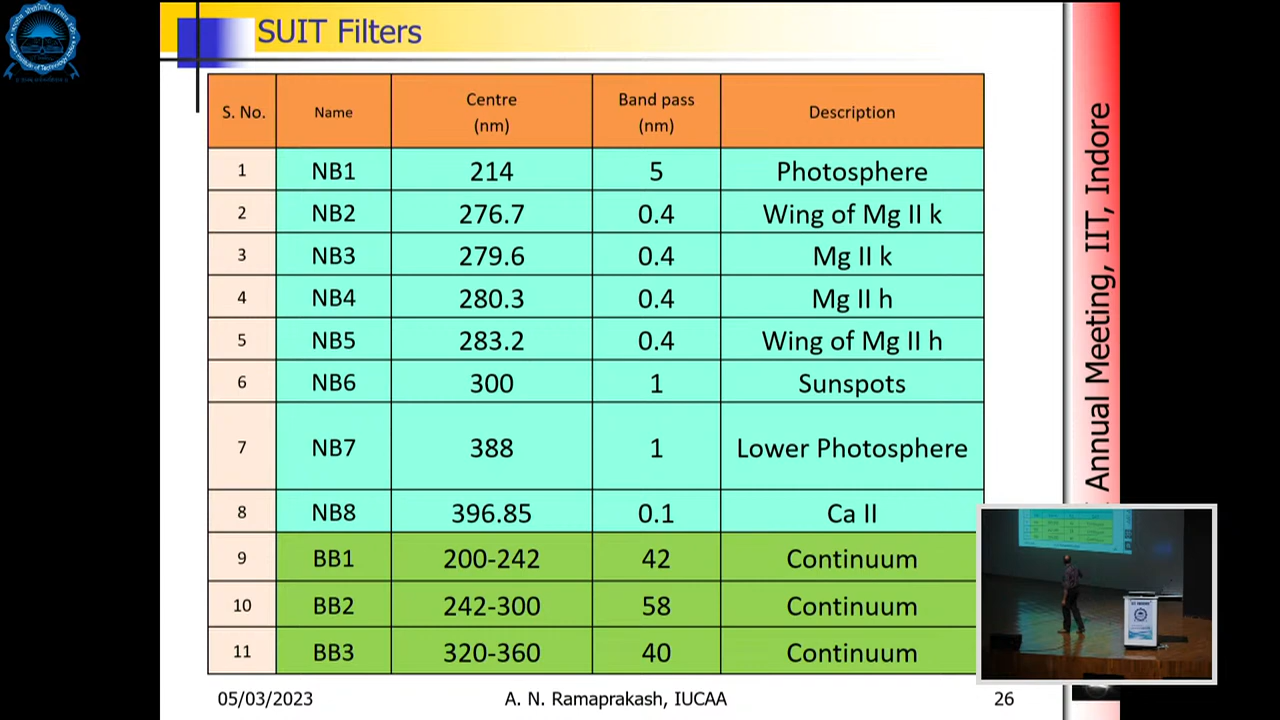 SUIT Filters
S. No. Name Centre (nm) Band pass (nm) Description
1 NB1 214 5 Photosphere
2 NB2 276.7 0.4 Wing of Mg II k
3 NB3 279.6 0.4 Mg II k
4 NB4 280.3 0.4 Mg II h
5 NB5 283.2 0.4 Wing of Mg II h
6 NB6 300 1 Sunspots
7 NB7 388 1 Lower Photosphere
8 NB8 396.85 0.1 Ca II
9 BB1 200-242 42 Continuum
10 BB2 242-300 58 Continuum
11 BB3 320-360 40 Continuum
05/03/2023 A. N. Ramaprakash, IUCAA 26
Annual Meeting, IIT, Indore